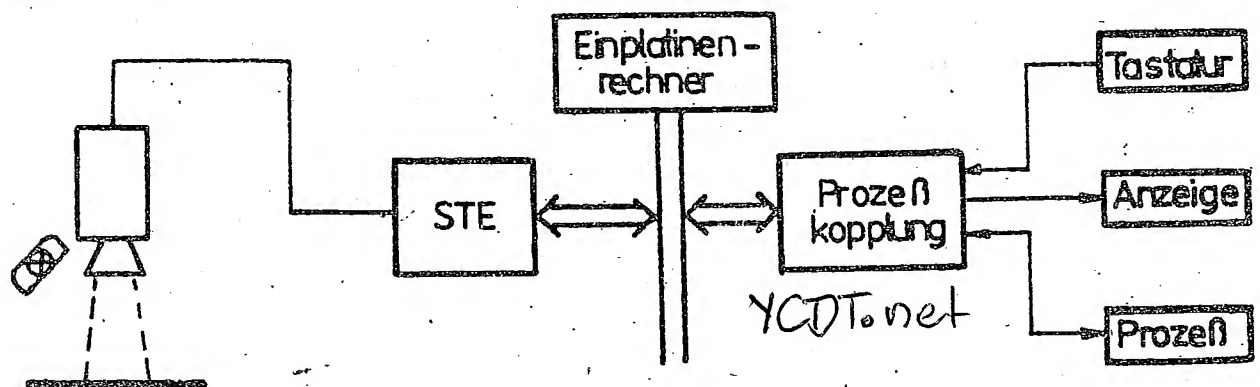 Einplatinen-
rechner
Tastatur
STE
Prozeß
kopplung
Anzeige
YCDT.net
Prozeß